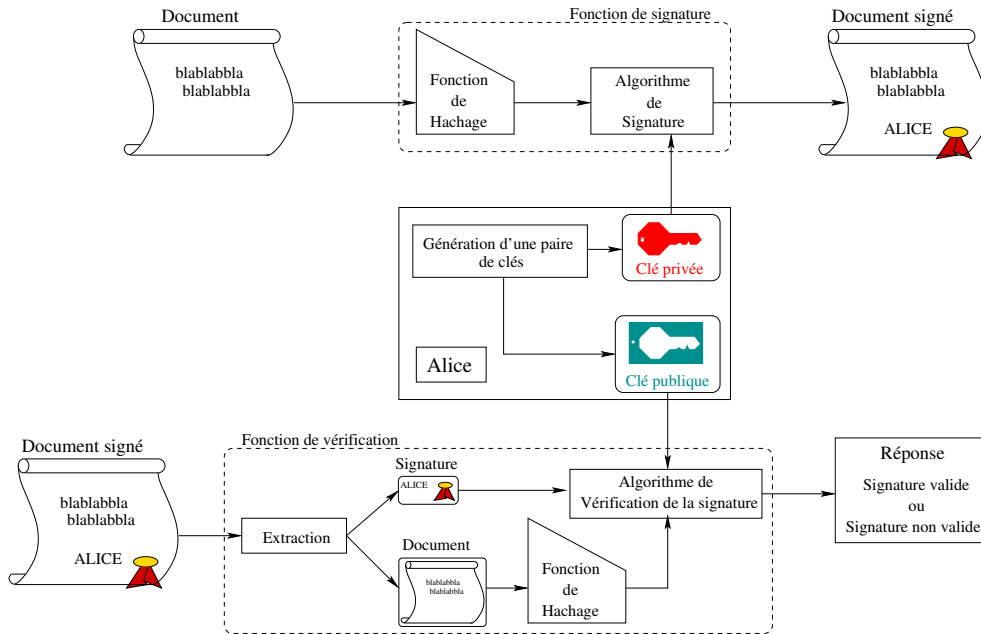 Document
blablabbla
blablabbla
Fonction de signature
Fonction
de
Hachage
Algorithme
de
Signature
Document signé
blablabbla
blablabbla
ALICE
Génération d'une paire
de clés
Clé privée
Clé publique
Alice
Document signé
blablabbla
blablabbla
ALICE
Fonction de vérification
Extraction
Signature
ALICE
Document
blablabbla
blablabbla
Fonction
de
Hachage
Algorithme de
Vérification de la signature
Réponse
Signature valide
ou
Signature non valide